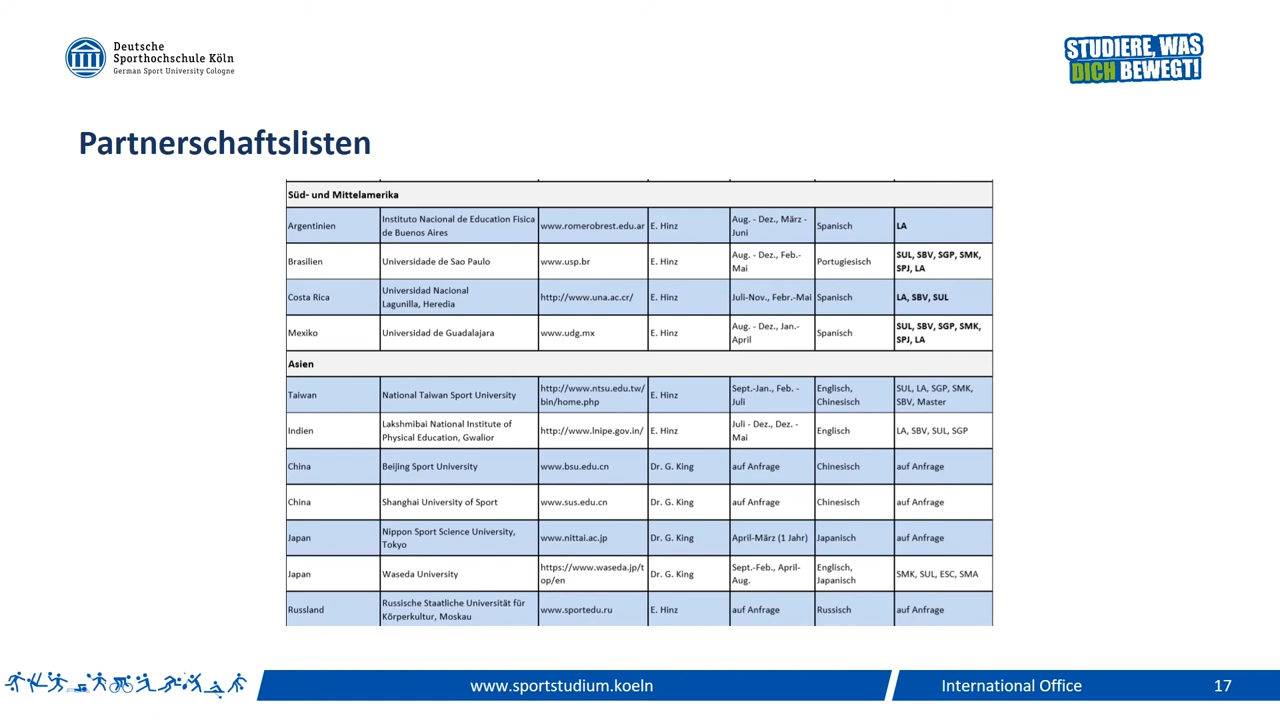 Deutsche
Sporthochschule Köln
German Sport University Cologne
STUDIERE, WAS
DICH BEWEGT!
Partnerschaftslisten
Süd- und Mittelamerika
Argentinien
Instituto Nacional de Education Fisica
de Buenos Aires
www.romerobrest.edu.ar
E. Hinz
Aug. - Dez., März -
Juni
Spanisch
LA
Brasilien
Universidade de Sao Paulo
www.usp.br
E. Hinz
Aug. - Dez., Feb.-
Mai
Portugiesisch
SUL, SBV, SGP, SMK,
SPJ, LA
Costa Rica
Universidad Nacional
Lagunilla, Heredia
http://www.una.ac.cr/
E. Hinz
Juli-Nov., Febr.-Mai
Spanisch
LA, SBV, SUL
Mexiko
Universidad de Guadalajara
www.udg.mx
E. Hinz
Aug. - Dez., Jan.-
April
Spanisch
SUL, SBV, SGP, SMK,
SPJ, LA
Asien
Taiwan
National Taiwan Sport University
http://www.ntsu.edu.tw/
bin/home.php
E. Hinz
Sept.-Jan., Feb. -
Juli
Englisch,
Chinesisch
SUL, LA, SGP, SMK,
SBV, Master
Indien
Lakshmibai National Institute of
Physical Education, Gwalior
http://www.lnipe.gov.in/
E. Hinz
Juli - Dez., Dez. -
Mai
Englisch
LA, SBV, SUL, SGP
China
Beijing Sport University
www.bsu.edu.cn
Dr. G. King
auf Anfrage
Chinesisch
auf Anfrage
China
Shanghai University of Sport
www.sus.edu.cn
Dr. G. King
auf Anfrage
Chinesisch
auf Anfrage
Japan
Nippon Sport Science University,
Tokyo
www.nittai.ac.jp
Dr. G. King
April-März (1 Jahr)
Japanisch
auf Anfrage
Japan
Waseda University
https://www.waseda.jp/t
op/en
Dr. G. King
Sept.-Feb., April-
Aug.
Englisch,
Japanisch
SMK, SUL, ESC, SMA
Russland
Russische Staatliche Universität für
Körperkultur, Moskau
www.sportedu.ru
E. Hinz
auf Anfrage
Russisch
auf Anfrage
www.sportstudium.koeln
International Office
17